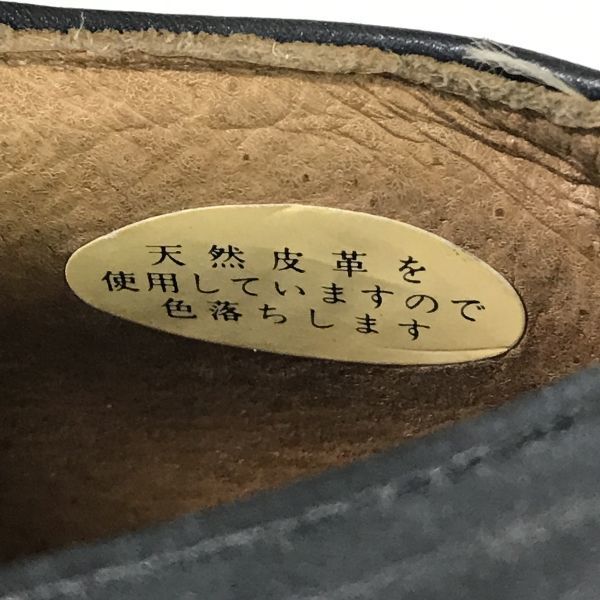 天然皮革を
使用していますので
色落ちします